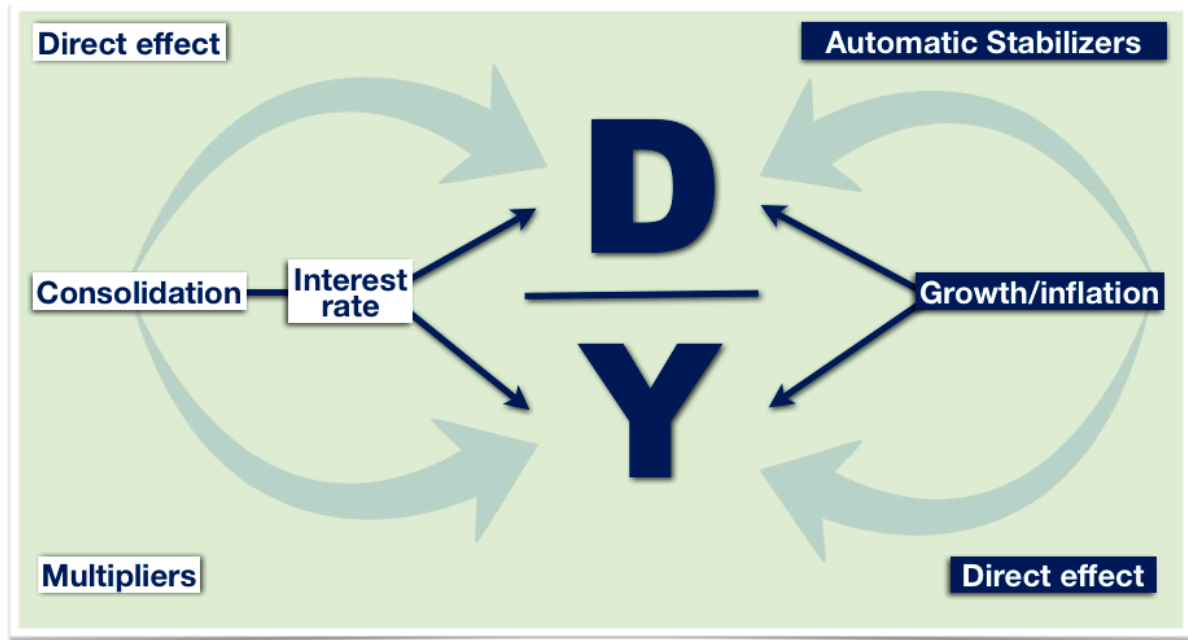 Direct effect
Automatic Stabilizers
D
Consolidation
Interest
rate
Growth/inflation
Y
Multipliers
Direct effect